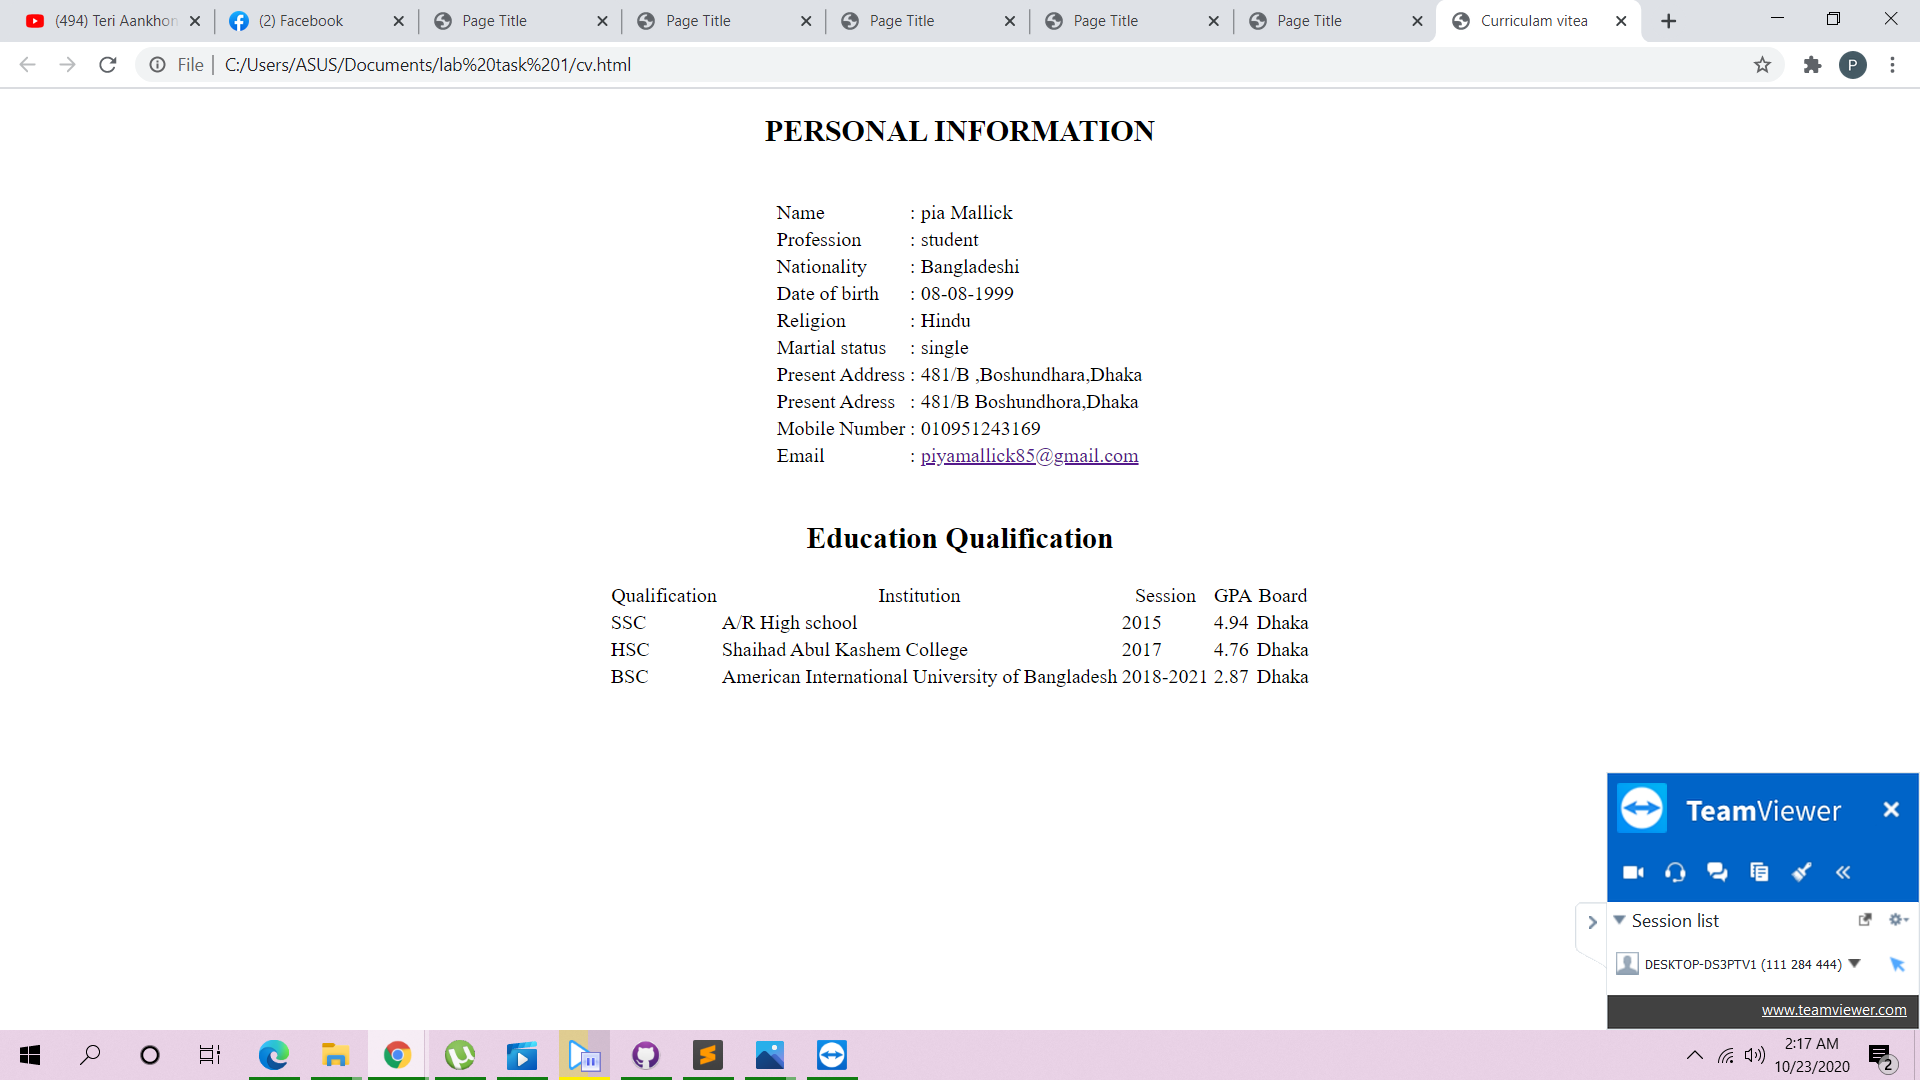 (494) Teri Aankhon
(2) Facebook
Page Title
Page Title
Page Title
Page Title
Page Title
Curriculam vitea
File | C:/Users/ASUS/Documents/lab%20task%201/cv.html
P
PERSONAL INFORMATION
Name : pia Mallick
Profession : student
Nationality : Bangladeshi
Date of birth : 08-08-1999
Religion : Hindu
Martial status : single
Present Address : 481/B ,Boshundhara,Dhaka
Present Adress : 481/B Boshundhora,Dhaka
Mobile Number : 010951243169
Email : piyamallick85@gmail.com
Education Qualification
Qualification Institution Session GPA Board
SSC A/R High school 2015 4.94 Dhaka
HSC Shaihad Abul Kashem College 2017 4.76 Dhaka
BSC American International University of Bangladesh 2018-2021 2.87 Dhaka
TeamViewer
Session list
DESKTOP-DS3PTV1 (111 284 444)
www.teamviewer.com
2:17 AM
10/23/2020
2